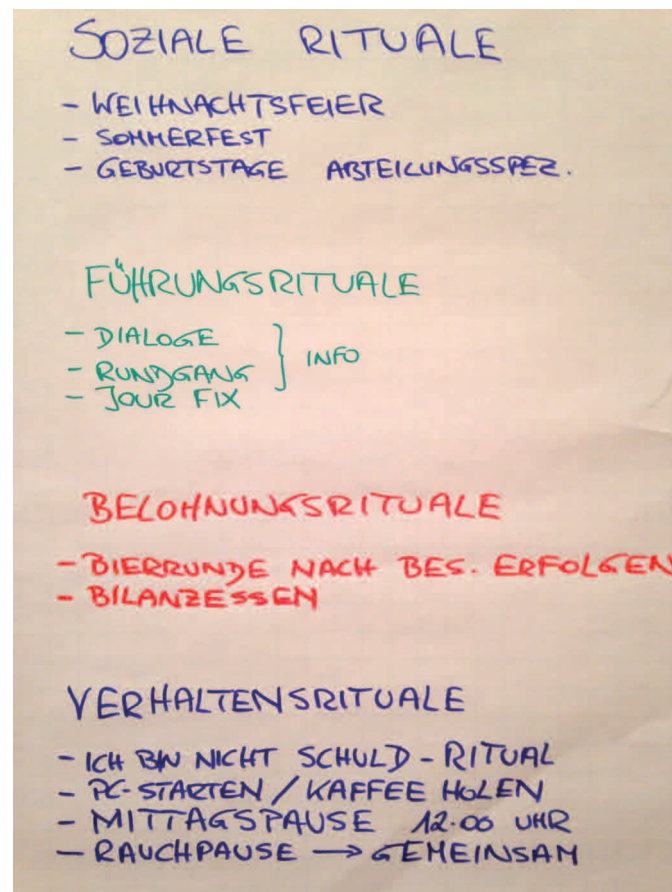 SOZIALE RITUALE
- WEIHNACHTSFEIER
- SOMMERFEST
- GEBURTSTAGE ABTEILUNGSSPEZ.
FÜHRUNGSRITUALE
- DIALOGE
- RUNDGANG } INFO
- JOUR FIX
BELOHNUNGSRITUALE
- BIERRUNDE NACH BES. ERFOLGEN
- BILANZESSEN
VERHALTENSRITUALE
- ICH BIN NICHT SCHULD - RITUAL
- PC-STARTEN / KAFFEE HOLEN
- MITTAGSPAUSE 12.00 UHR
- RAUCHPAUSE → GEMEINSAM